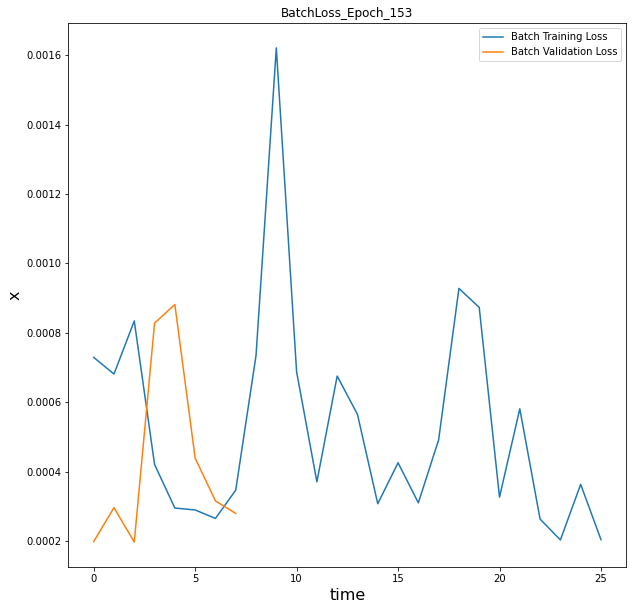 BatchLoss_Epoch_153
Batch Training Loss
Batch Validation Loss
0.0016
0.0014
0.0012
0.0010
0.0008
0.0006
0.0004
0.0002
x
0
5
10
15
20
25
time